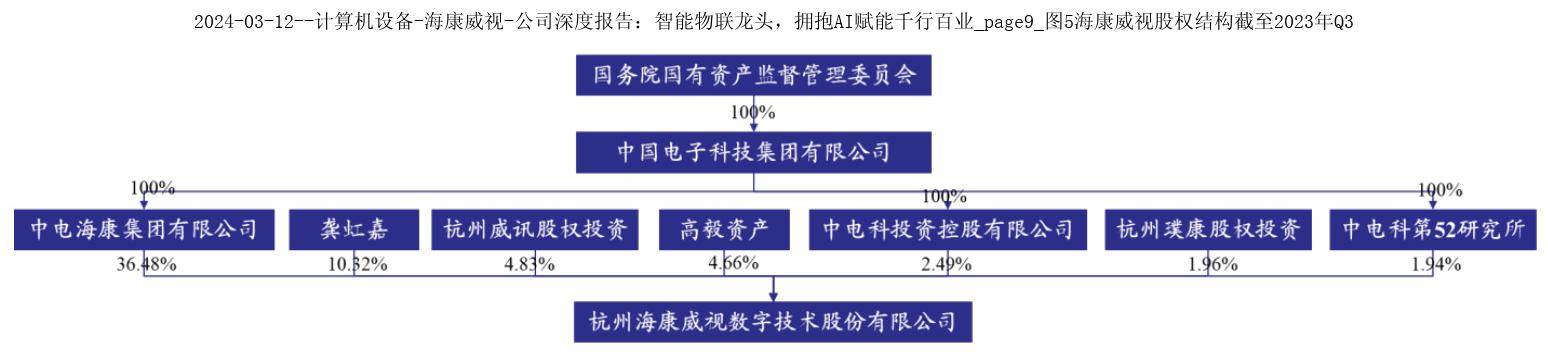 2024-03-12--计算机设备-海康威视-公司深度报告：智能物联龙头，拥抱AI赋能千行百业_page9_图5海康威视股权结构截至2023年Q3
国务院国有资产监督管理委员会
100%
中国电子科技集团有限公司
100% 100% 100%
中电海康集团有限公司 龚虹嘉 杭州威讯股权投资 高毅资产 中电科投资控股有限公司 杭州璞康股权投资 中电科第52研究所
36.48% 10.32% 4.83% 4.66% 2.49% 1.96% 1.94%
杭州海康威视数字技术股份有限公司